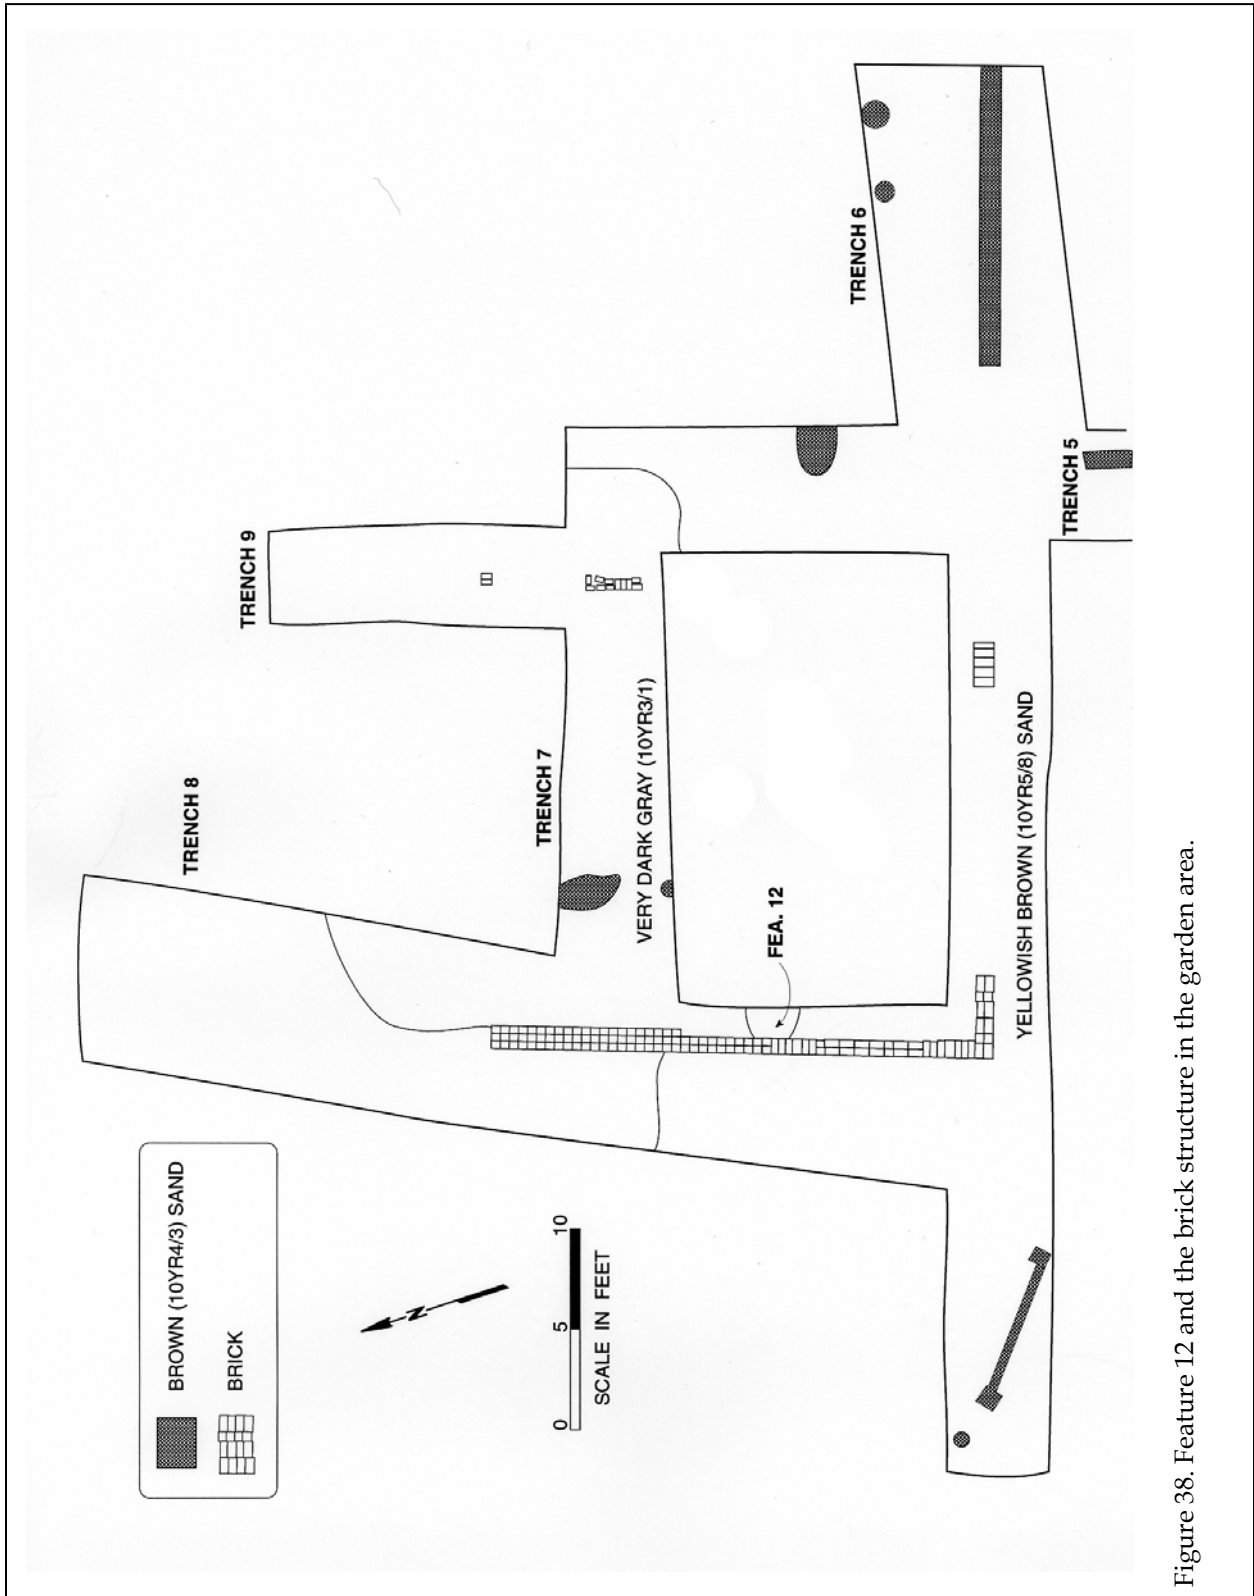 TRENCH 8
TRENCH 9
TRENCH 7
TRENCH 6
TRENCH 5
VERY DARK GRAY (10YR3/1)
FEA. 12
YELLOWISH BROWN (10YR5/8) SAND
BROWN (10YR4/3) SAND
BRICK
N
0 5 10
SCALE IN FEET
Figure 38. Feature 12 and the brick structure in the garden area.